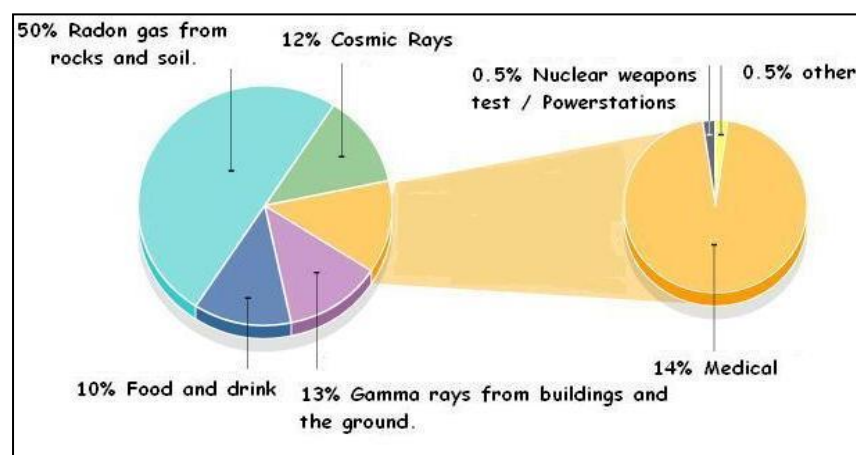 50% Radon gas from
rocks and soil.
12% Cosmic Rays
0.5% Nuclear weapons
test / Powerstations
0.5% other
10% Food and drink
13% Gamma rays from buildings and
the ground.
14% Medical